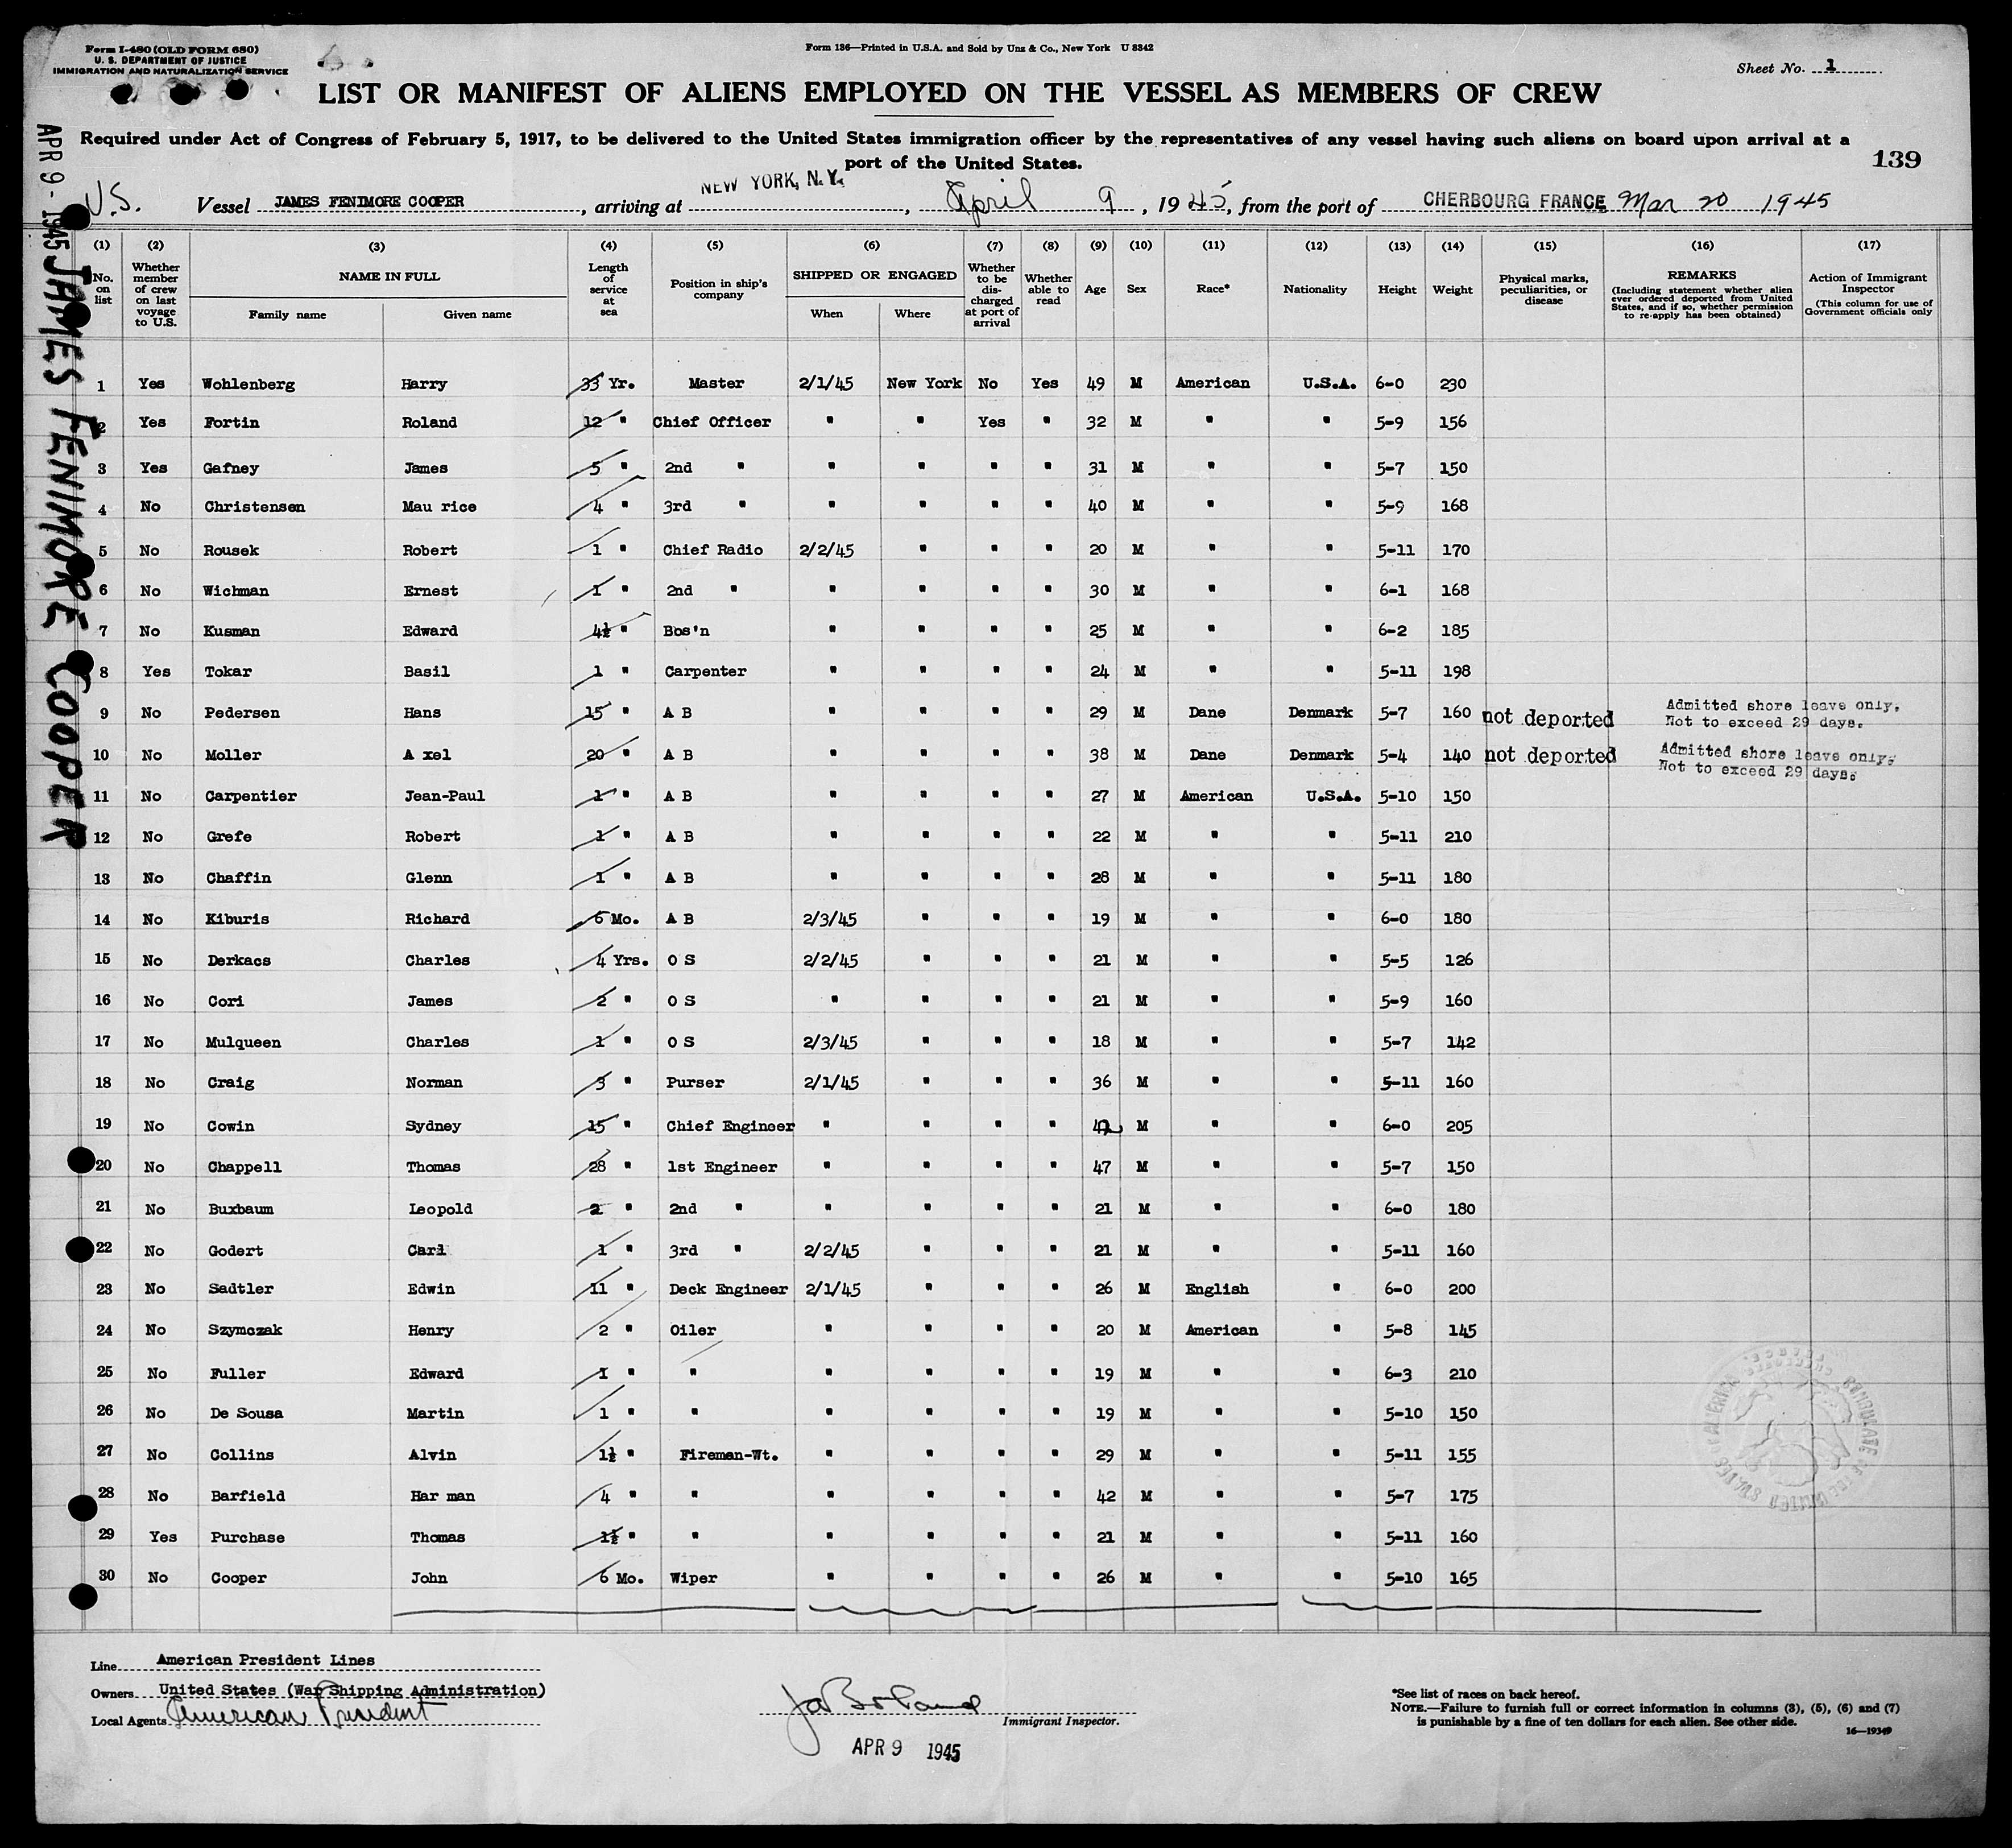 Form I-480 (OLD FORM 680)
U. S. DEPARTMENT OF JUSTICE
IMMIGRATION AND NATURALIZATION SERVICE
Form 136—Printed in U.S.A. and Sold by Unz & Co., New York U 8342
Sheet No. 1
LIST OR MANIFEST OF ALIENS EMPLOYED ON THE VESSEL AS MEMBERS OF CREW
Required under Act of Congress of February 5, 1917, to be delivered to the United States immigration officer by the representatives of any vessel having such aliens on board upon arrival at a
port of the United States.
139
APR 9 - 1945
JAMES FENIMORE COOPER
U.S. Vessel JAMES FENIMORE COOPER, arriving at NEW YORK, N.Y., April 9, 1945, from the port of CHERBOURG FRANCE Mar 20 1945
(1) (2) (3) (4) (5) (6) (7) (8) (9) (10) (11) (12) (13) (14) (15) (16) (17)
No. on list
Whether member of crew on last voyage to U.S.
NAME IN FULL
Family name Given name
Length of service at sea
Position in ship's company
SHIPPED OR ENGAGED
When Where
Whether to be discharged at port of arrival
Whether able to read
Age
Sex
Race*
Nationality
Height
Weight
Physical marks, peculiarities, or disease
REMARKS
(Including statement whether alien ever ordered deported from United States, and if so, whether permission to re-apply has been obtained)
Action of Immigrant Inspector
(This column for use of Government officials only
1 Yes Wohlenberg Harry 33 Yr. Master 2/1/45 New York No Yes 49 M American U.S.A. 6-0 230
2 Yes Fortin Roland 12 " Chief Officer " " Yes " 32 M " " 5-9 156
3 Yes Gafney James 5 " 2nd " " " " " 31 M " " 5-7 150
4 No Christensen Mau rice 4 " 3rd " " " " " 40 M " " 5-9 168
5 No Rousek Robert 1 " Chief Radio 2/2/45 " " " 20 M " " 5-11 170
6 No Wichman Ernest 1 " 2nd " " " " " 30 M " " 6-1 168
7 No Kusman Edward 4½ " Bos'n " " " " 25 M " " 6-2 185
8 Yes Tokar Basil 1 " Carpenter " " " " 24 M " " 5-11 198
9 No Pedersen Hans 15 " A B " " " " 29 M Dane Denmark 5-7 160 not deported Admitted shore leave only. Not to exceed 29 days.
10 No Moller A xel 20 " A B " " " " 38 M Dane Denmark 5-4 140 not deported Admitted shore leave only. Not to exceed 29 days.
11 No Carpentier Jean-Paul 1 " A B " " " " 27 M American U.S.A. 5-10 150
12 No Grefe Robert 1 " A B " " " " 22 M " " 5-11 210
13 No Chaffin Glenn 1 " A B " " " " 28 M " " 5-11 180
14 No Kiburis Richard 6 Mo. A B 2/3/45 " " " 19 M " " 6-0 180
15 No Derkacs Charles 4 Yrs. O S 2/2/45 " " " 21 M " " 5-5 126
16 No Cori James 2 " O S " " " " 21 M " " 5-9 160
17 No Mulqueen Charles 1 " O S 2/3/45 " " " 18 M " " 5-7 142
18 No Craig Norman 3 " Purser 2/1/45 " " " 36 M " " 5-11 160
19 No Cowin Sydney 15 " Chief Engineer " " " " 42 M " " 6-0 205
20 No Chappell Thomas 28 " 1st Engineer " " " " 47 M " " 5-7 150
21 No Buxbaum Leopold 2 " 2nd " " " " " 21 M " " 6-0 180
22 No Godert Carl 1 " 3rd " 2/2/45 " " " 21 M " " 5-11 160
23 No Sadtler Edwin 11 " Deck Engineer 2/1/45 " " " 26 M English " 6-0 200
24 No Szymczak Henry 2 " Oiler " " " " 20 M American " 5-8 145
25 No Fuller Edward 1 " " " " " " 19 M " " 6-3 210
26 No De Sousa Martin 1 " " " " " " 19 M " " 5-10 150
27 No Collins Alvin 1½ " Fireman-Wt. " " " " 29 M " " 5-11 155
28 No Barfield Har man 4 " " " " " " 42 M " " 5-7 175
29 Yes Purchase Thomas 1½ " " " " " " 21 M " " 5-11 160
30 No Cooper John 6 Mo. Wiper " " " " 26 M " " 5-10 165
Line American President Lines
Owners United States (War Shipping Administration)
Local Agents American President
Immigrant Inspector.
APR 9 1945
*See list of races on back hereof.
NOTE.—Failure to furnish full or correct information in columns (3), (5), (6) and (7)
is punishable by a fine of ten dollars for each alien. See other side.
16—19349